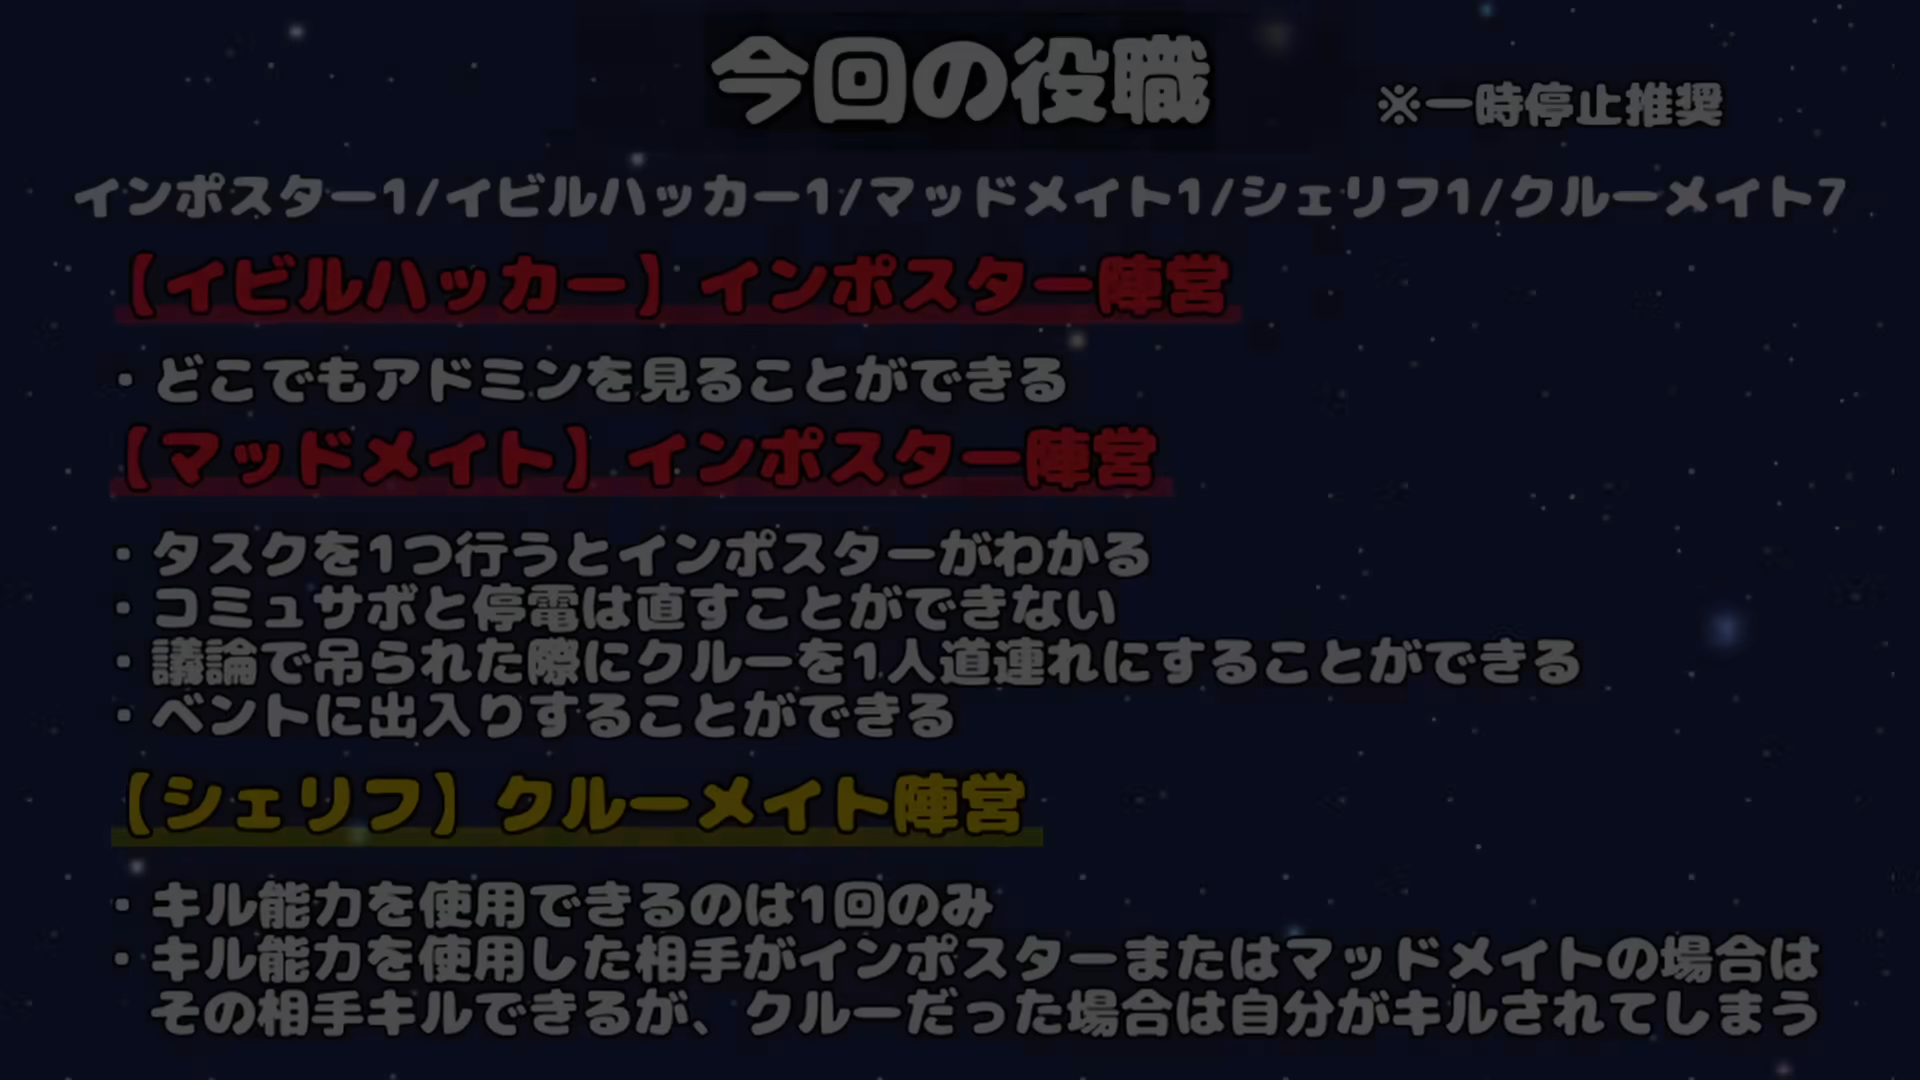 今回の役職
※一時停止推奨
インポスター1/イビルハッカー1/マッドメイト1/シェリフ1/クルーメイト7
【イビルハッカー】インポスター陣営
・どこでもアドミンを見ることができる
【マッドメイト】インポスター陣営
・タスクを1つ行うとインポスターがわかる
・コミュサボと停電は直すことができない
・議論で吊られた際にクルーを1人道連れにすることができる
・ベントに出入りすることができる
【シェリフ】クルーメイト陣営
・キル能力を使用できるのは1回のみ
・キル能力を使用した相手がインポスターまたはマッドメイトの場合は
その相手キルできるが、クルーだった場合は自分がキルされてしまう